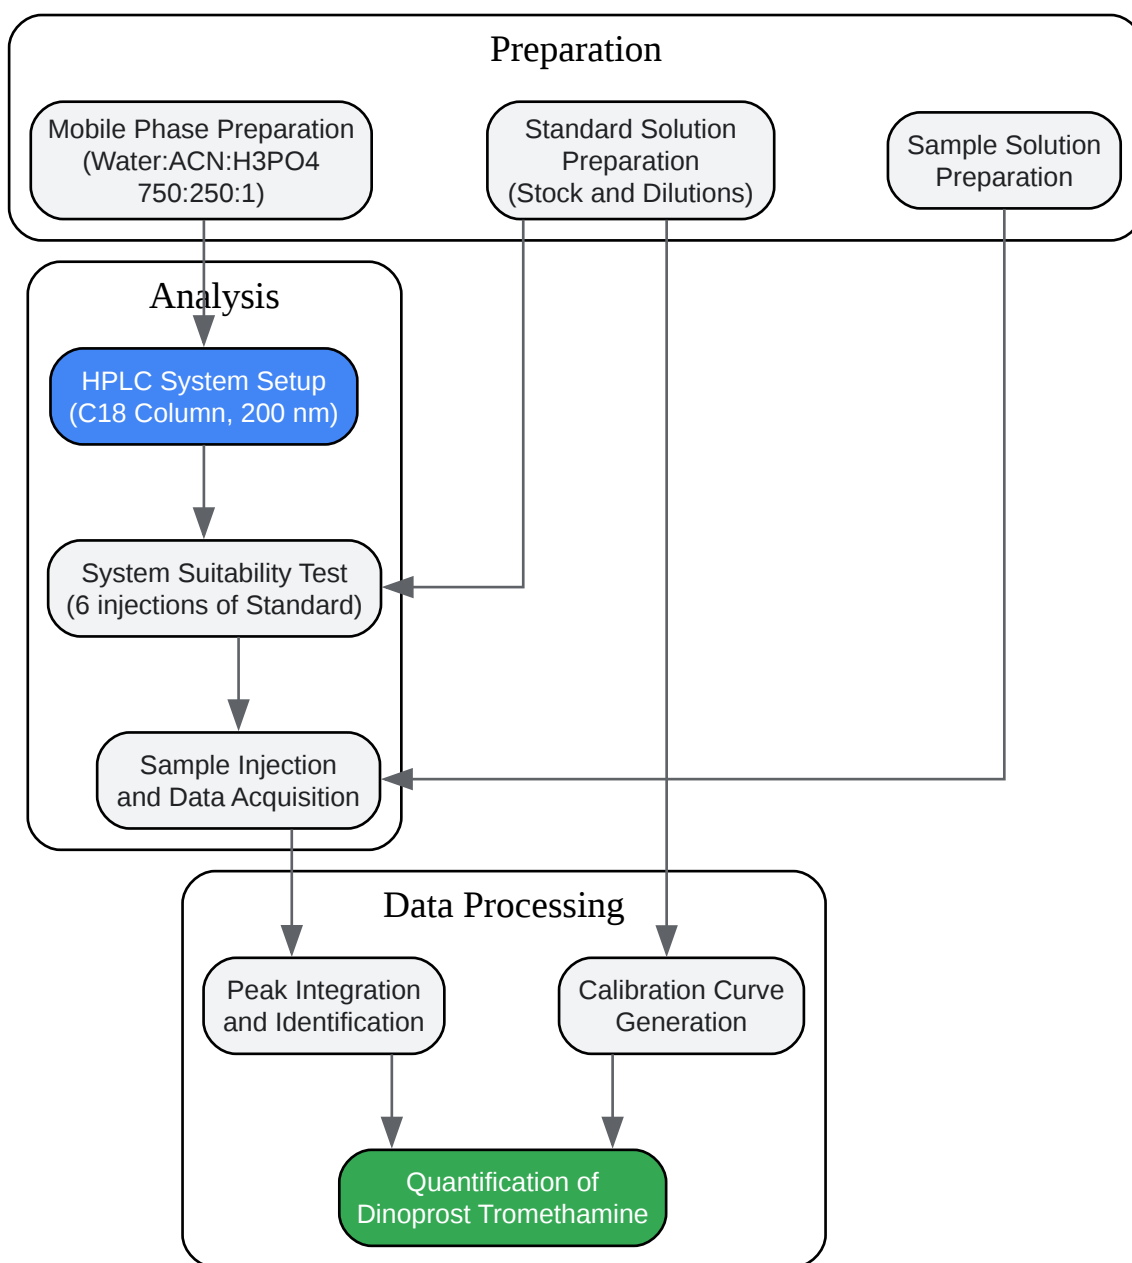 Preparation
Mobile Phase Preparation
(Water:ACN:H3PO4
750:250:1)
Standard Solution
Preparation
(Stock and Dilutions)
Sample Solution
Preparation
Analysis
HPLC System Setup
(C18 Column, 200 nm)
System Suitability Test
(6 injections of Standard)
Sample Injection
and Data Acquisition
Data Processing
Peak Integration
and Identification
Calibration Curve
Generation
Quantification of
Dinoprost Tromethamine